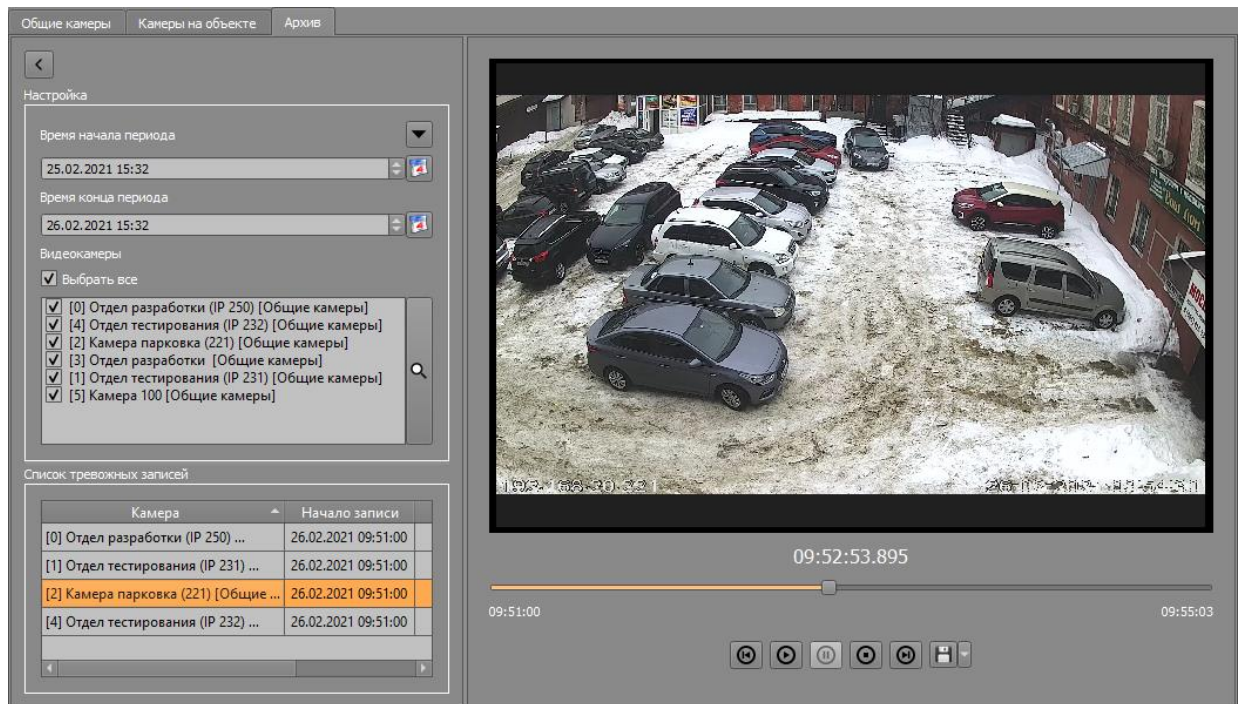 Общие камеры
Камеры на объекте
Архив
Настройка
Время начала периода
25.02.2021 15:32
Время конца периода
26.02.2021 15:32
Видеокамеры
Выбрать все
[0] Отдел разработки (IP 250) [Общие камеры]
[4] Отдел тестирования (IP 232) [Общие камеры]
[2] Камера парковка (221) [Общие камеры]
[3] Отдел разработки [Общие камеры]
[1] Отдел тестирования (IP 231) [Общие камеры]
[5] Камера 100 [Общие камеры]
Список тревожных записей
Камера Начало записи
[0] Отдел разработки (IP 250) ... 26.02.2021 09:51:00
[1] Отдел тестирования (IP 231) ... 26.02.2021 09:51:00
[2] Камера парковка (221) [Общие ... 26.02.2021 09:51:00
[4] Отдел тестирования (IP 232) ... 26.02.2021 09:51:00
09:52:53.895
09:51:00 09:55:03